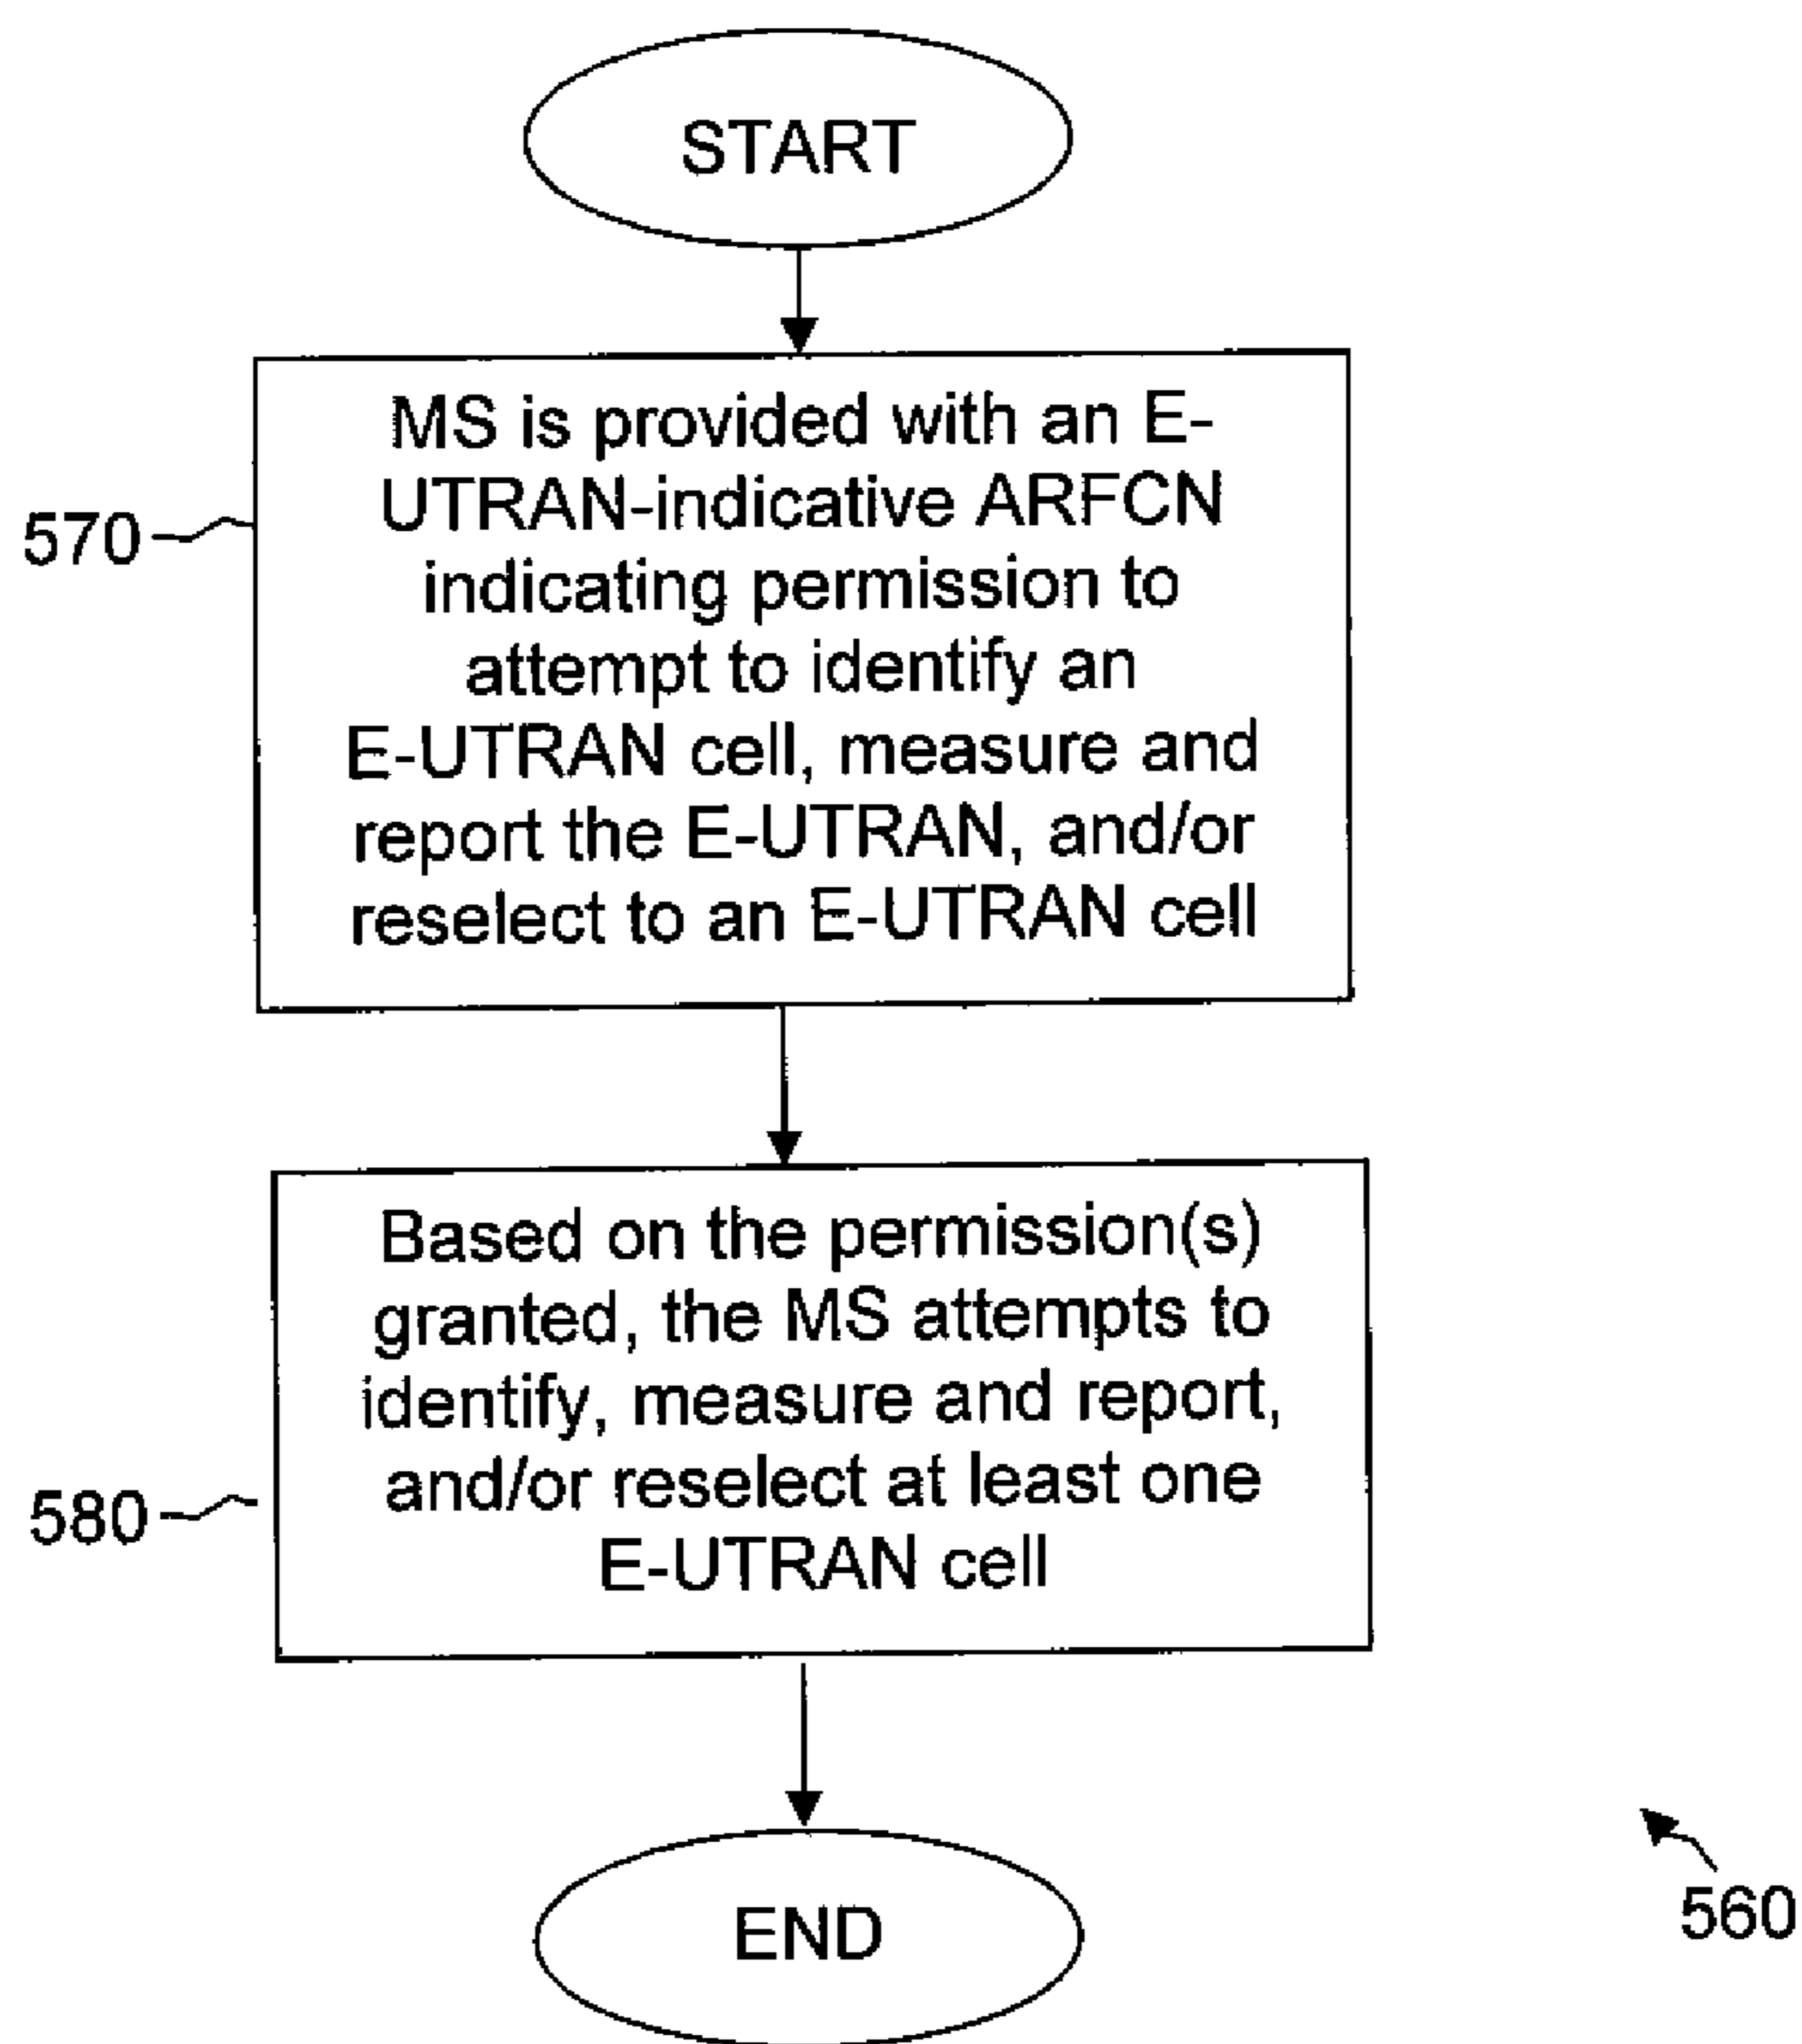 START
MS is provided with an E-
UTRAN-indicative ARFCN
indicating permission to
attempt to identify an
E-UTRAN cell, measure and
report the E-UTRAN, and/or
reselect to an E-UTRAN cell
570
Based on the permission(s)
granted, the MS attempts to
identify, measure and report,
and/or reselect at least one
E-UTRAN cell
580
END
560